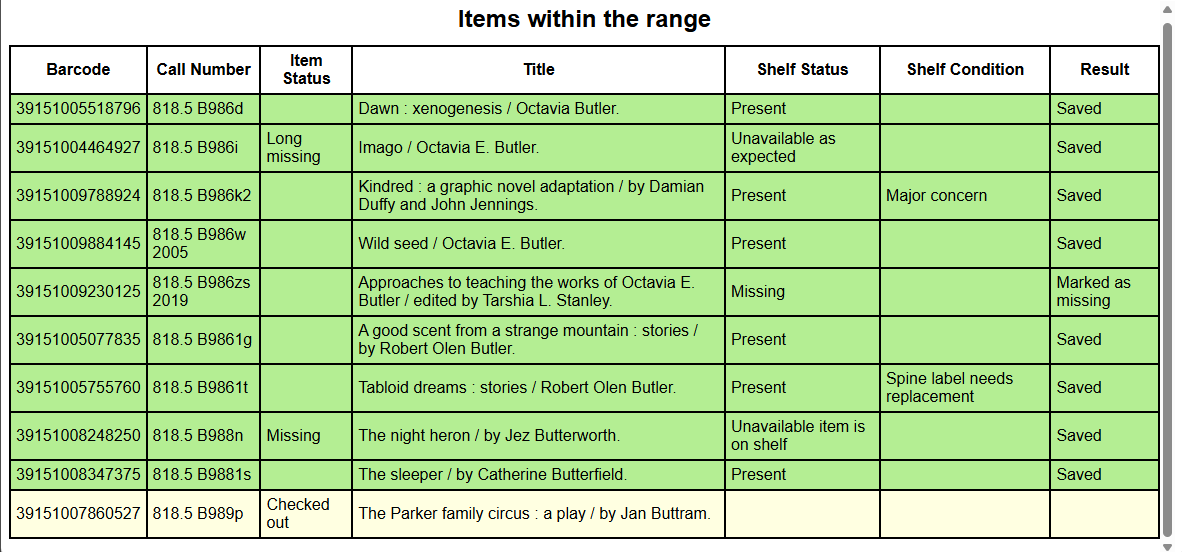 Items within the range
Barcode Call Number Item Status Title Shelf Status Shelf Condition Result
39151005518796 818.5 B986d Dawn : xenogenesis / Octavia Butler. Present Saved
39151004464927 818.5 B986i Long missing Imago / Octavia E. Butler. Unavailable as expected Saved
39151009788924 818.5 B986k2 Kindred : a graphic novel adaptation / by Damian Duffy and John Jennings. Present Major concern Saved
39151009884145 818.5 B986w 2005 Wild seed / Octavia E. Butler. Present Saved
39151009230125 818.5 B986zs 2019 Approaches to teaching the works of Octavia E. Butler / edited by Tarshia L. Stanley. Missing Marked as missing
39151005077835 818.5 B9861g A good scent from a strange mountain : stories / by Robert Olen Butler. Present Saved
39151005755760 818.5 B9861t Tabloid dreams : stories / Robert Olen Butler. Present Spine label needs replacement Saved
39151008248250 818.5 B988n Missing The night heron / by Jez Butterworth. Unavailable item is on shelf Saved
39151008347375 818.5 B9881s The sleeper / by Catherine Butterfield. Present Saved
39151007860527 818.5 B989p Checked out The Parker family circus : a play / by Jan Buttram.